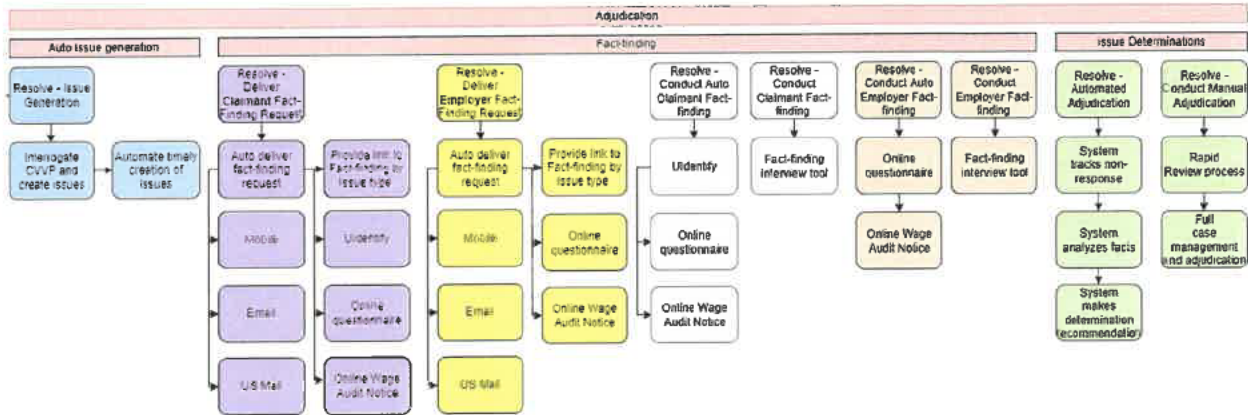 Adjudication
Auto issue generation
Fact-finding
Issue Determinations
Resolve - Issue
Generation
Resolve -
Deliver
Claimant Fact-
Finding Request
Resolve -
Deliver
Employer Fact-
Finding Request
Resolve -
Conduct Auto
Claimant Fact-
finding
Resolve -
Conduct
Claimant Fact-
finding
Resolve -
Conduct Auto
Employer Fact-
finding
Resolve -
Conduct
Employer Fact-
finding
Resolve -
Automated
Adjudication
Resolve -
Conduct Manual
Adjudication
Interrogate
CVVP and
create issues
Automate timely
creation of
issues
Auto deliver
fact-finding
request
Provide link to
Fact-finding by
issue type
Auto deliver
fact-finding
request
Provide link to
Fact-finding by
issue type
UIdentify
Fact-finding
interview tool
Online
questionnaire
Fact-finding
interview tool
System
tracks non-
response
Rapid
Review process
Mobile
UIdentify
Mobile
Online
questionnaire
Online
questionnaire
Online Wage
Audit Notice
System
analyzes facts
Full
case
management
and adjudication
Email
Online
questionnaire
Email
Online Wage
Audit Notice
Online Wage
Audit Notice
System
makes
determination
recommendation
US Mail
Online Wage
Audit Notice
US Mail